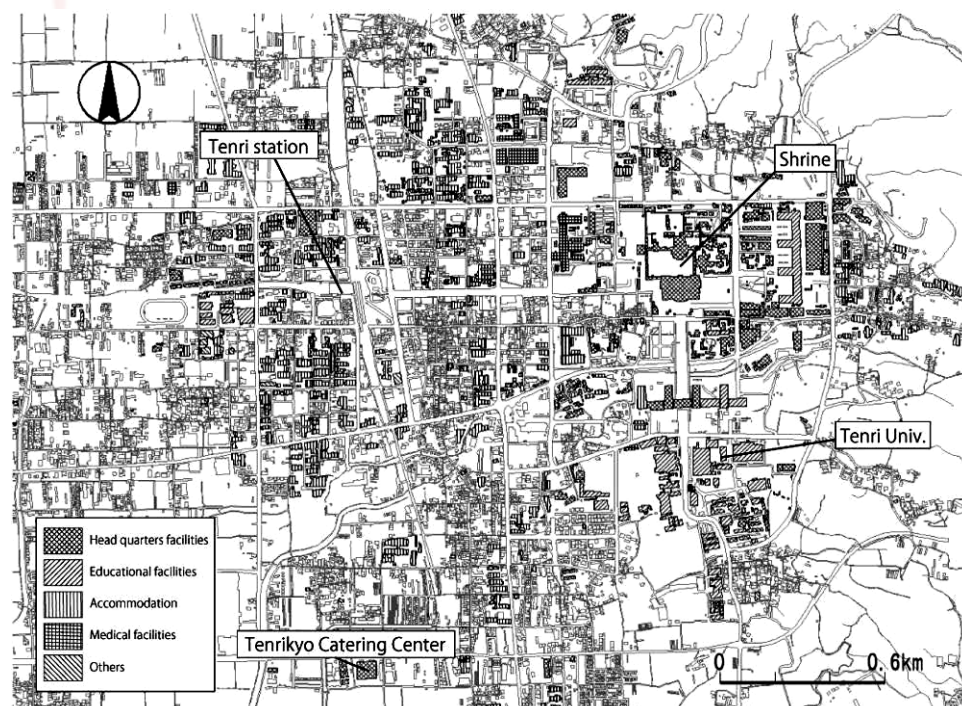 Tenri station
Shrine
Tenri Univ.
Head quarters facilities
Educational facilities
Accommodation
Medical facilities
Others
Tenrikyo Catering Center
0 0.6km